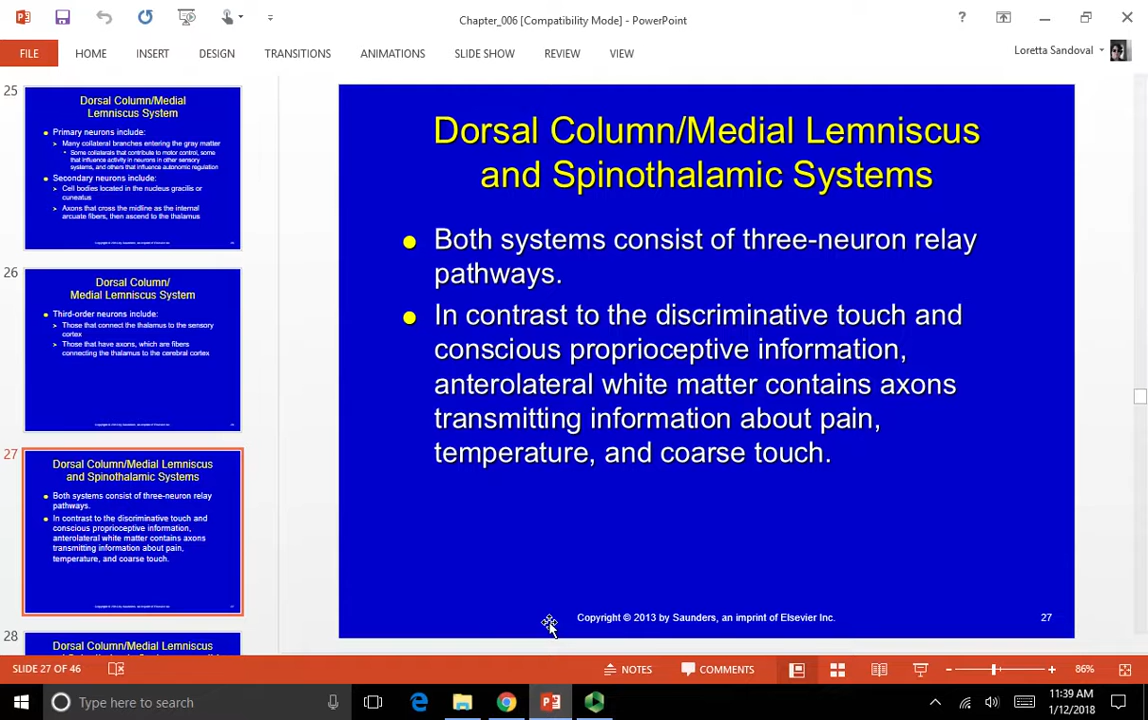 Chapter_006 [Compatibility Mode] - PowerPoint
?
FILE HOME INSERT DESIGN TRANSITIONS ANIMATIONS SLIDE SHOW REVIEW VIEW
Loretta Sandoval
25
Dorsal Column/Medial
Lemniscus System
Primary neurons include:
Many collateral branches entering the gray matter
Some collaterals that contribute to motor control, some
that influence activity in neurons in other sensory
systems, and others that influence autonomic regulation
Secondary neurons include:
Cell bodies located in the nucleus gracilis or
cuneatus
Axons that cross the midline as the internal
arcuate fibers, then ascend to the thalamus
26
Dorsal Column/
Medial Lemniscus System
Third-order neurons include:
Those that connect the thalamus to the sensory
cortex
Those that have axons, which are fibers
connecting the thalamus to the cerebral cortex
27
Dorsal Column/Medial Lemniscus
and Spinothalamic Systems
Both systems consist of three-neuron relay
pathways.
In contrast to the discriminative touch and
conscious proprioceptive information,
anterolateral white matter contains axons
transmitting information about pain,
temperature, and coarse touch.
28
Dorsal Column/Medial Lemniscus
Dorsal Column/Medial Lemniscus
and Spinothalamic Systems
Both systems consist of three-neuron relay
pathways.
In contrast to the discriminative touch and
conscious proprioceptive information,
anterolateral white matter contains axons
transmitting information about pain,
temperature, and coarse touch.
Copyright © 2013 by Saunders, an imprint of Elsevier Inc.
27
SLIDE 27 OF 46
NOTES
COMMENTS
86%
Type here to search
11:39 AM
1/12/2018